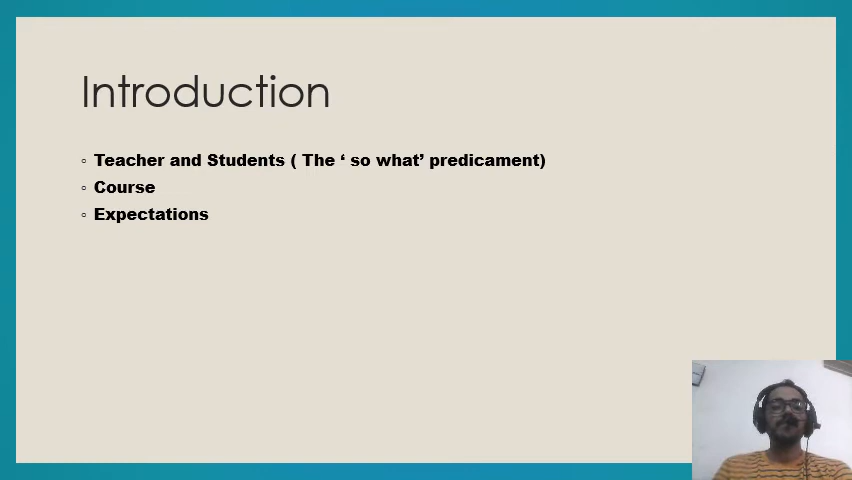 Introduction
Teacher and Students ( The ‘ so what’ predicament)
Course
Expectations